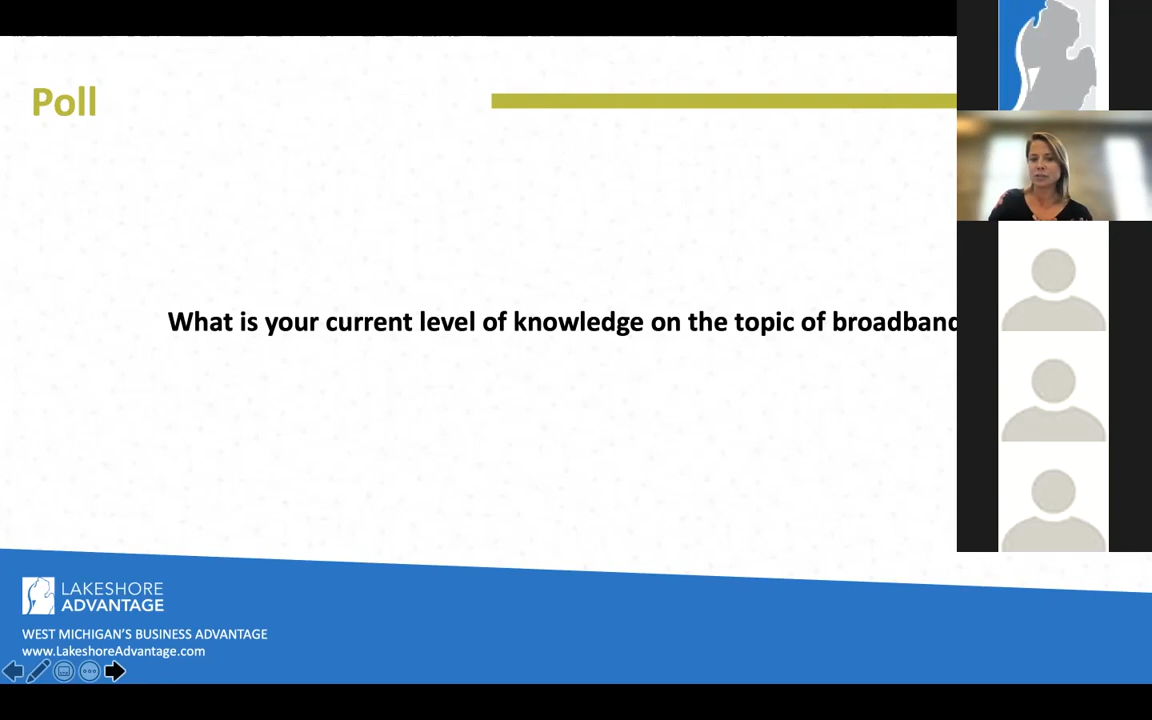 Poll
What is your current level of knowledge on the topic of broadband
LAKESHORE
ADVANTAGE
WEST MICHIGAN'S BUSINESS ADVANTAGE
www.LakeshoreAdvantage.com